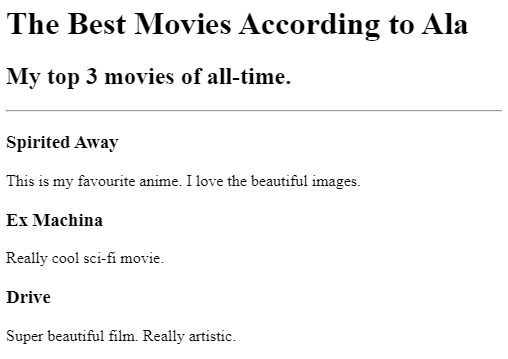 The Best Movies According to Ala
My top 3 movies of all-time.
Spirited Away
This is my favourite anime. I love the beautiful images.
Ex Machina
Really cool sci-fi movie.
Drive
Super beautiful film. Really artistic.